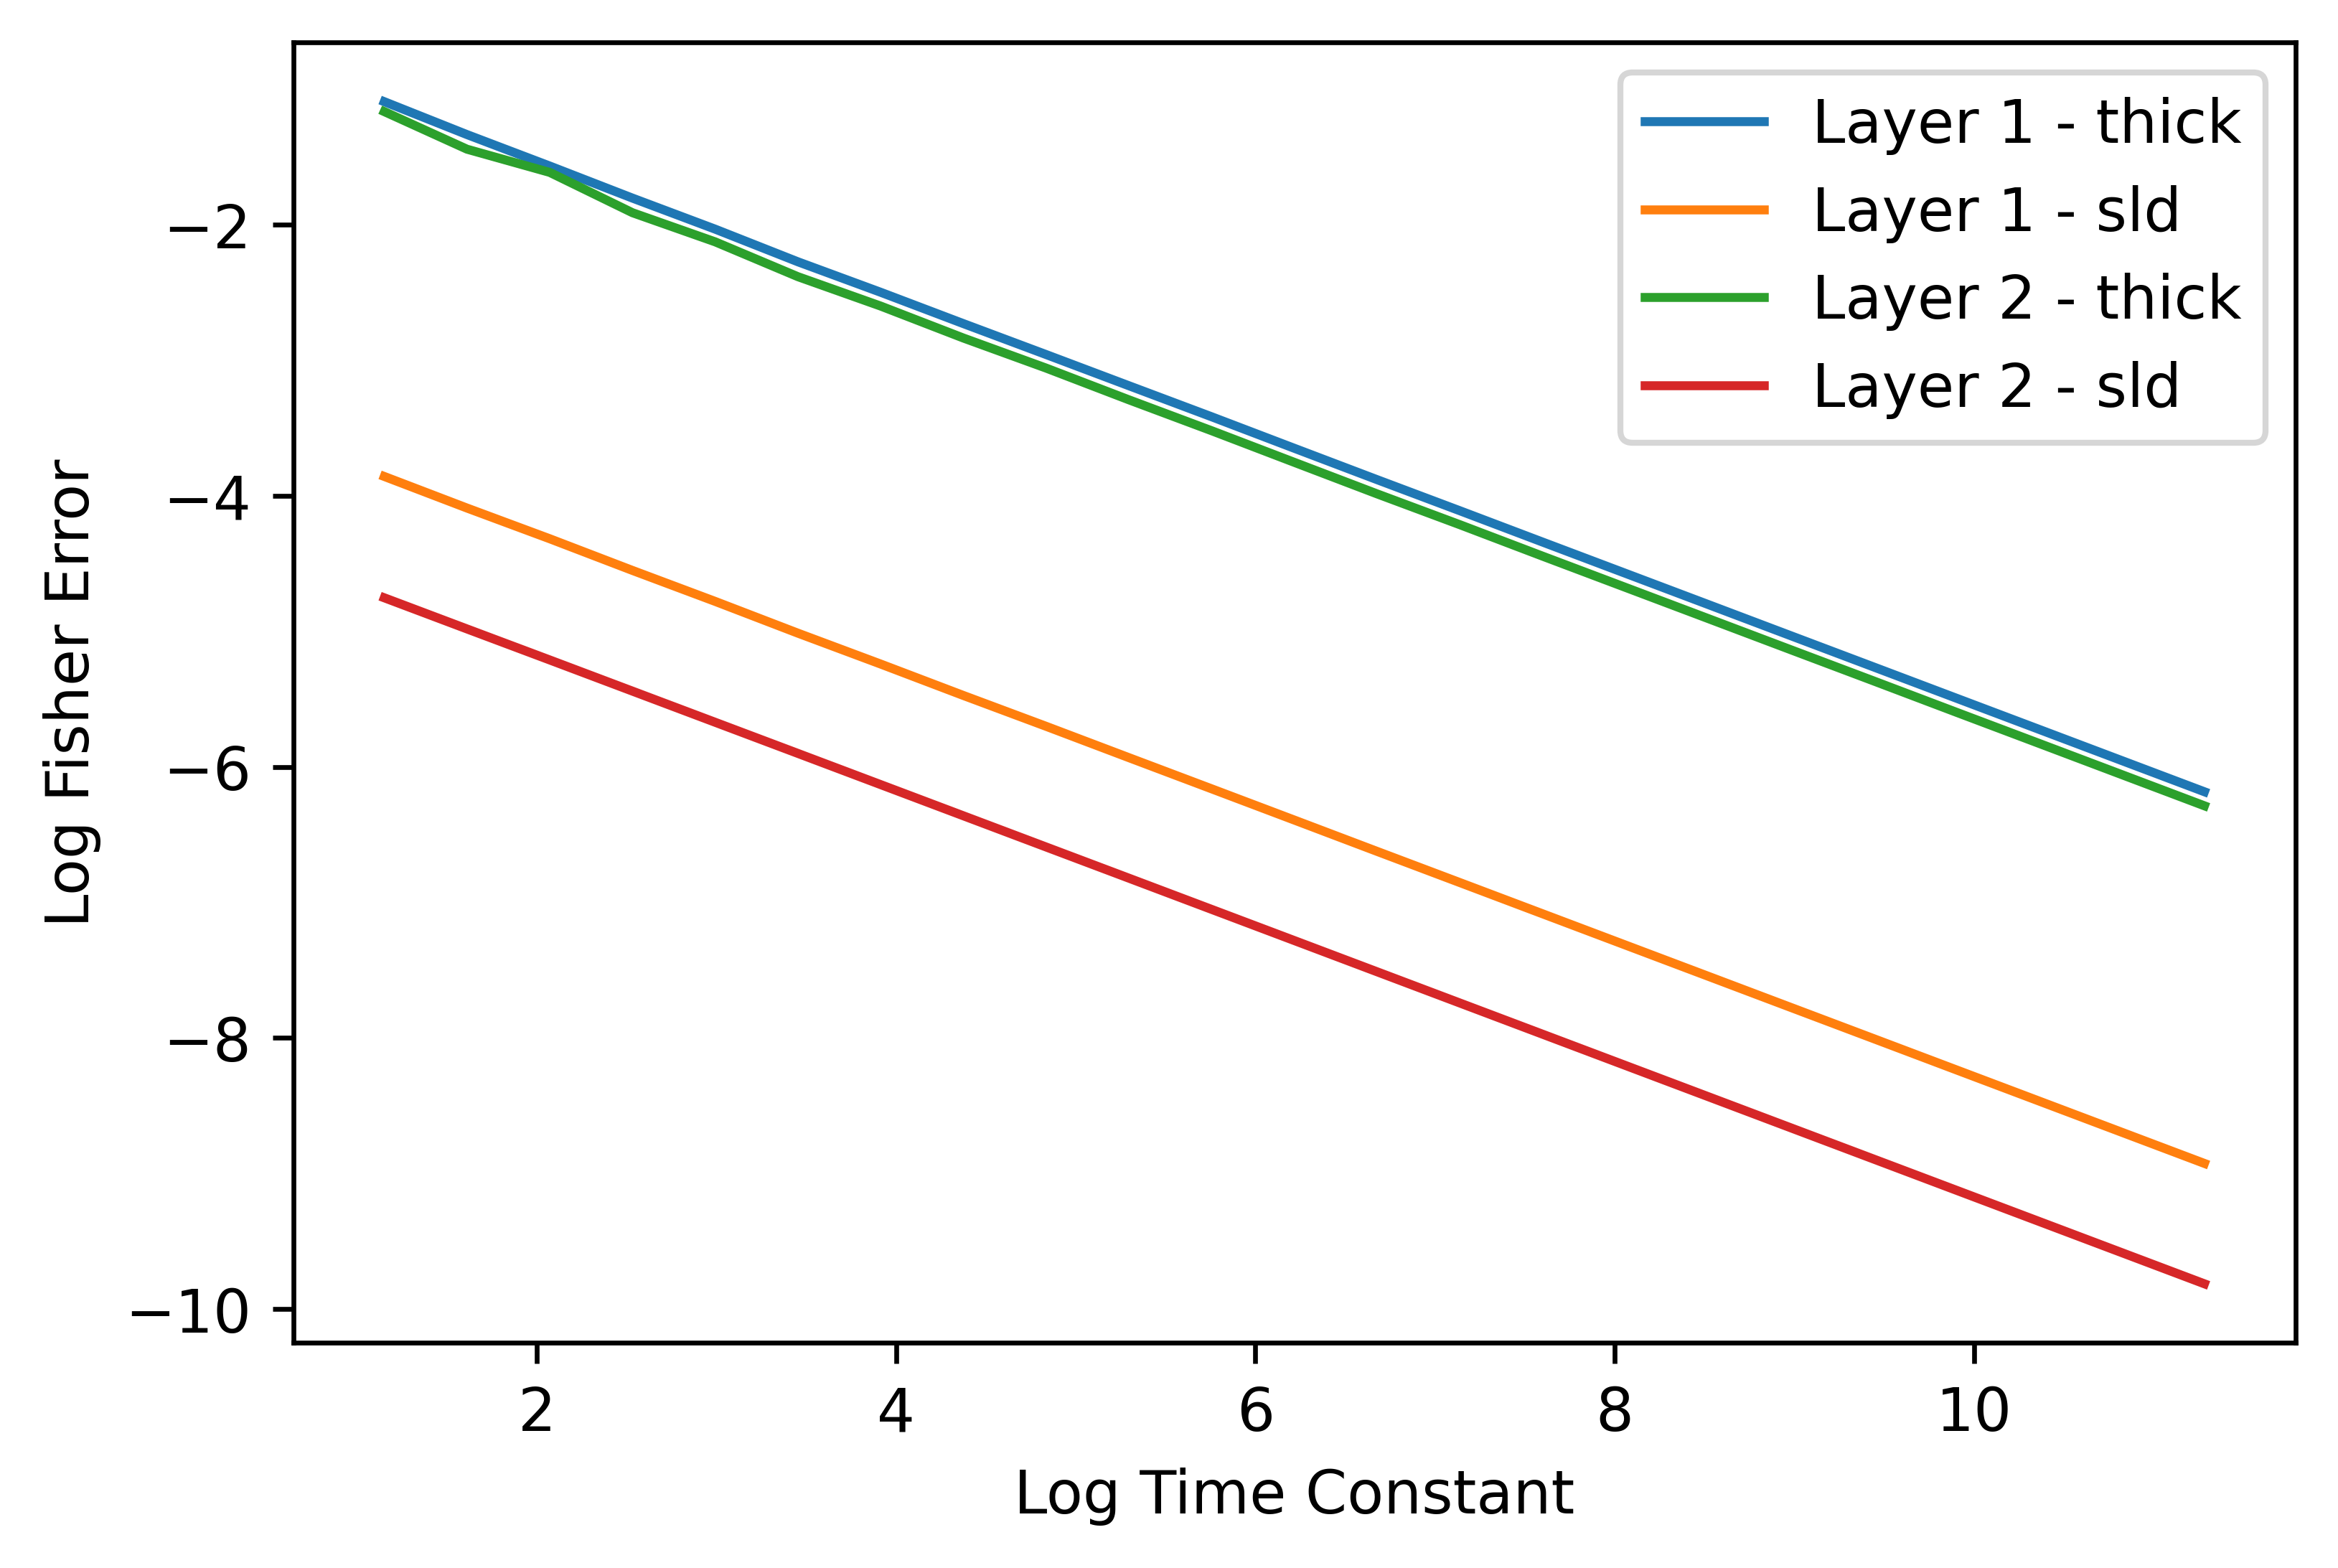 Layer 1 - thick
Layer 1 - sld
Layer 2 - thick
Layer 2 - sld
−2
−4
−6
−8
−10
Log Fisher Error
2 4 6 8 10
Log Time Constant